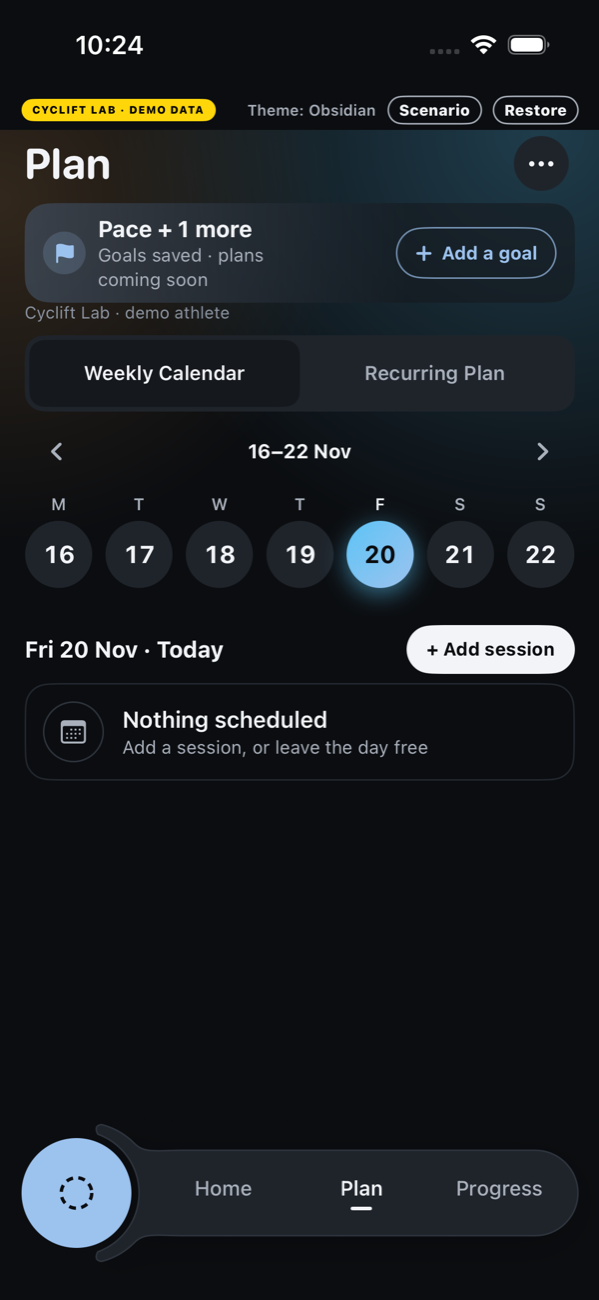 10:24
CYCLIFT LAB · DEMO DATA
Theme: Obsidian
Scenario
Restore
Plan
Pace + 1 more
Goals saved · plans
coming soon
+ Add a goal
Cyclift Lab · demo athlete
Weekly Calendar
Recurring Plan
16–22 Nov
M T W T F S S
16 17 18 19 20 21 22
Fri 20 Nov · Today
+ Add session
Nothing scheduled
Add a session, or leave the day free
Home
Plan
Progress